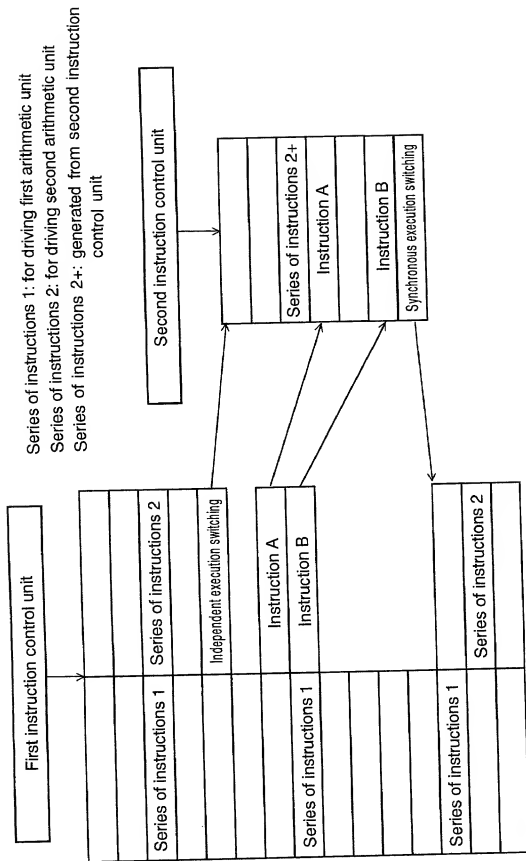 Series of instructions 1: for driving first arithmetic unit
Series of instructions 2: for driving second arithmetic unit
Series of instructions 2+: generated from second instruction
control unit
First instruction control unit
Second instruction control unit
Series of instructions 1
Series of instructions 2
Independent execution switching
Instruction A
Series of instructions 1
Instruction B
Series of instructions 1
Series of instructions 2
Series of instructions 2+
Instruction A
Instruction B
Synchronous execution switching